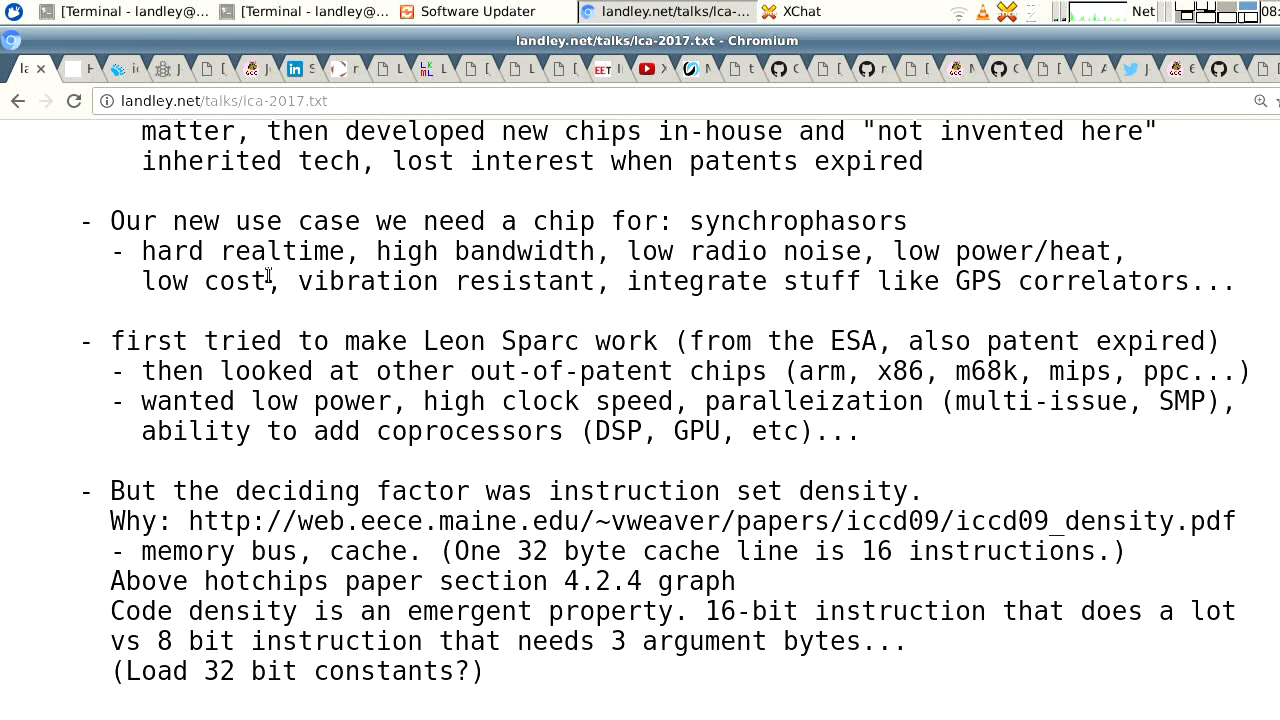 [Terminal - landley@...
[Terminal - landley@...
Software Updater
landley.net/talks/lca-...
XChat
Net
08:
landley.net/talks/lca-2017.txt - Chromium
landley.net/talks/lca-2017.txt
matter, then developed new chips in-house and "not invented here"
inherited tech, lost interest when patents expired
- Our new use case we need a chip for: synchrophasors
- hard realtime, high bandwidth, low radio noise, low power/heat,
low cost, vibration resistant, integrate stuff like GPS correlators...
- first tried to make Leon Sparc work (from the ESA, also patent expired)
- then looked at other out-of-patent chips (arm, x86, m68k, mips, ppc...)
- wanted low power, high clock speed, paralleization (multi-issue, SMP),
ability to add coprocessors (DSP, GPU, etc)...
- But the deciding factor was instruction set density.
Why: http://web.eece.maine.edu/~vweaver/papers/iccd09/iccd09_density.pdf
- memory bus, cache. (One 32 byte cache line is 16 instructions.)
Above hotchips paper section 4.2.4 graph
Code density is an emergent property. 16-bit instruction that does a lot
vs 8 bit instruction that needs 3 argument bytes...
(Load 32 bit constants?)